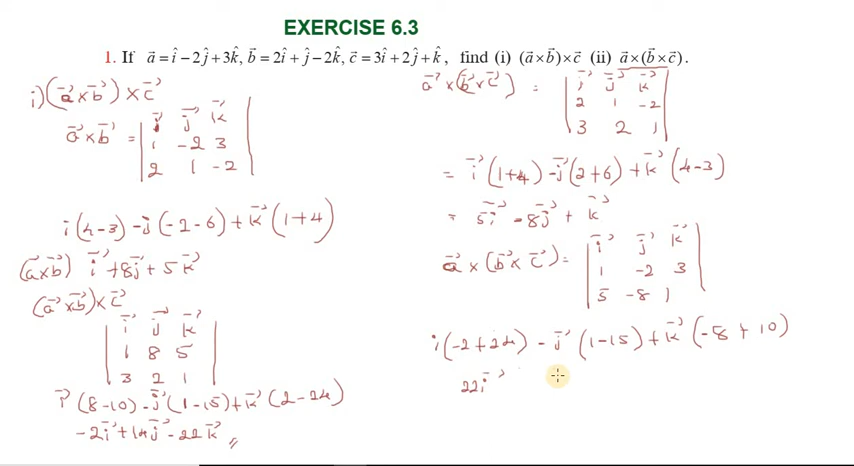 EXERCISE 6.3
1. If a⃗ = î − 2ĵ + 3k̂, b⃗ = 2î + ĵ − 2k̂, c⃗ = 3î + 2ĵ + k̂, find (i) (a⃗ × b⃗) × c⃗ (ii) a⃗ × (b⃗ × c⃗).
i) (a⃗ × b⃗) × c⃗
a⃗ × b⃗ = | i⃗ j⃗ k⃗
1 −2 3
2 1 −2 |
i(4−3) − j⃗(−2−6) + k⃗(1+4)
(a⃗×b⃗) i⃗ + 8j⃗ + 5k⃗
(a⃗×b⃗) × c⃗
| i⃗ j⃗ k⃗
1 8 5
3 2 1 |
i⃗(8−10) − j⃗(1−15) + k⃗(2−24)
−2i⃗ + 14j⃗ − 22k⃗ //
a⃗ × (b⃗ × c⃗) = | i⃗ j⃗ k⃗
2 1 −2
3 2 1 |
= i⃗(1+4) − j⃗(2+6) + k⃗(4−3)
= 5i⃗ − 8j⃗ + k⃗
a⃗ × (b⃗ × c⃗) = | i⃗ j⃗ k⃗
1 −2 3
5 −8 1 |
i(−2+24) − j⃗(1−15) + k⃗(−8+10)
22i⃗